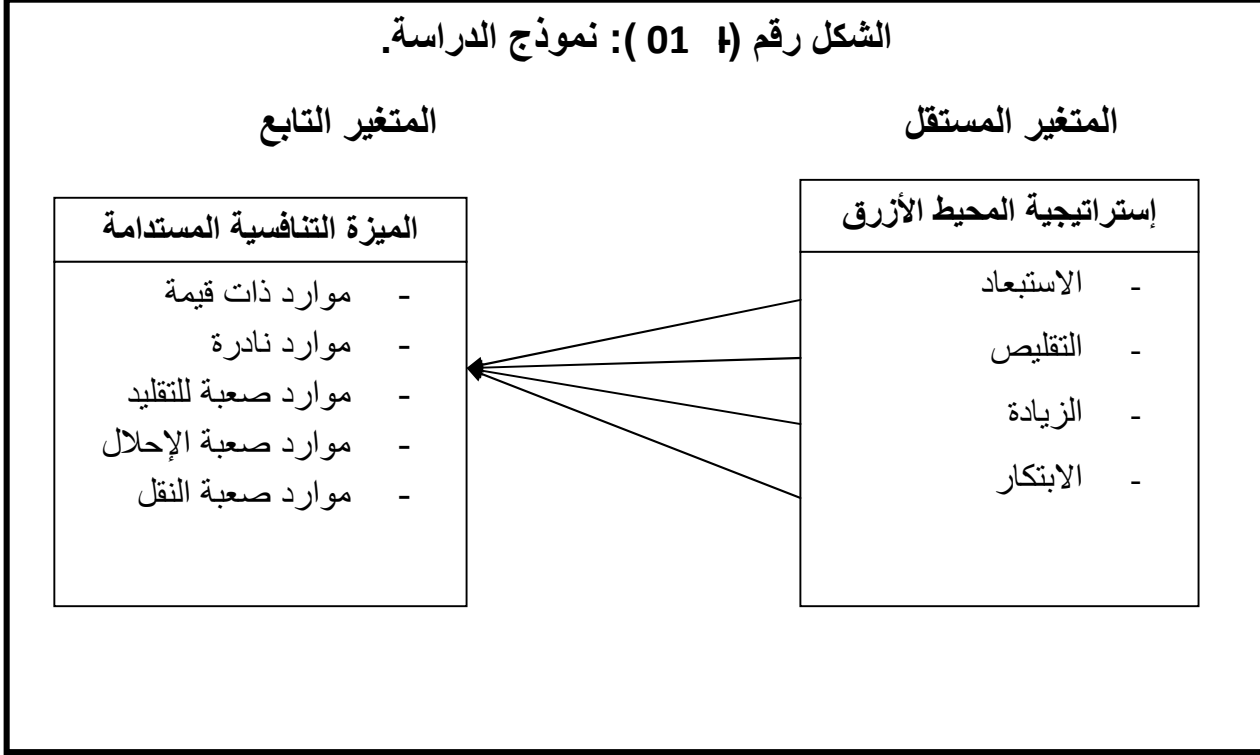 الشكل رقم ( 01 ): نموذج الدراسة.
المتغير المستقل
المتغير التابع
إستراتيجية المحيط الأزرق
- الاستبعاد
- التقليص
- الزيادة
- الابتكار
الميزة التنافسية المستدامة
- موارد ذات قيمة
- موارد نادرة
- موارد صعبة للتقليد
- موارد صعبة الإحلال
- موارد صعبة النقل